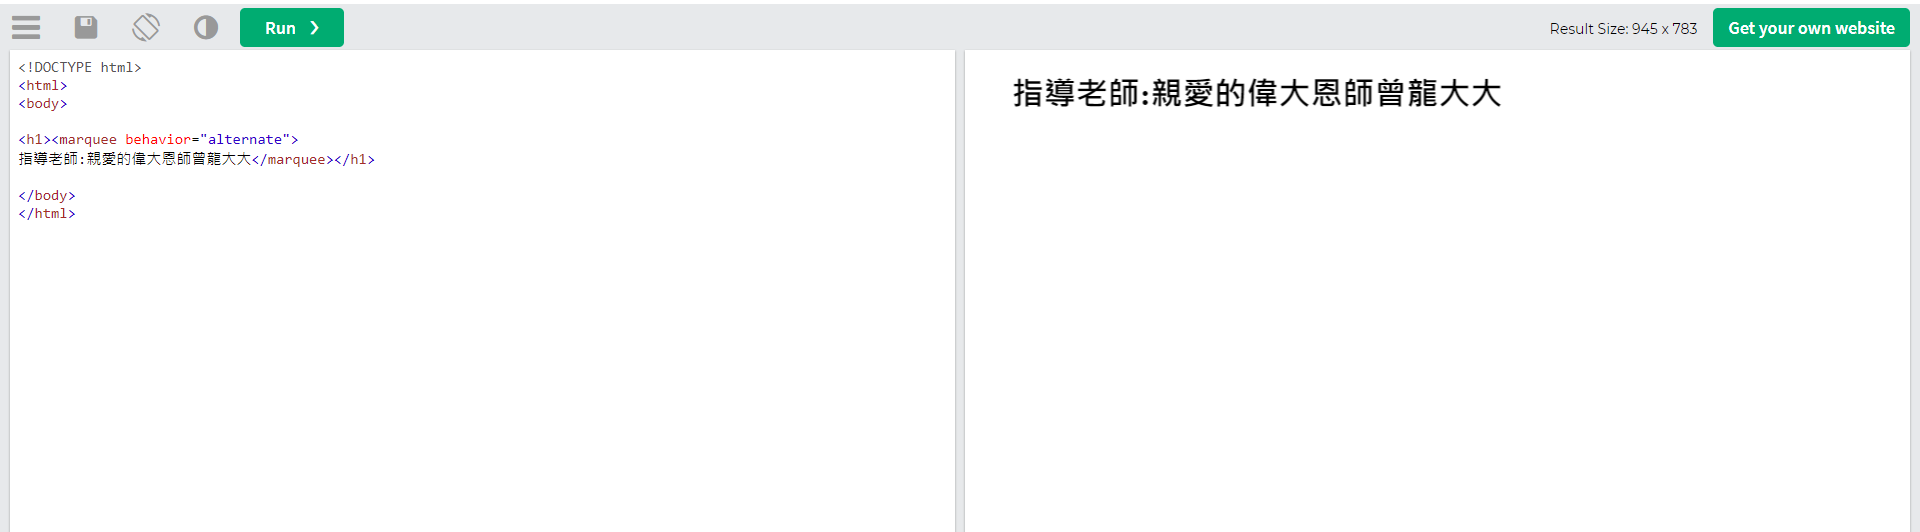 Run ❯
Result Size: 945 x 783
Get your own website
<!DOCTYPE html>
<html>
<body>
<h1><marquee behavior="alternate">
指導老師:親愛的偉大恩師曾龍大大</marquee></h1>
</body>
</html>
指導老師:親愛的偉大恩師曾龍大大